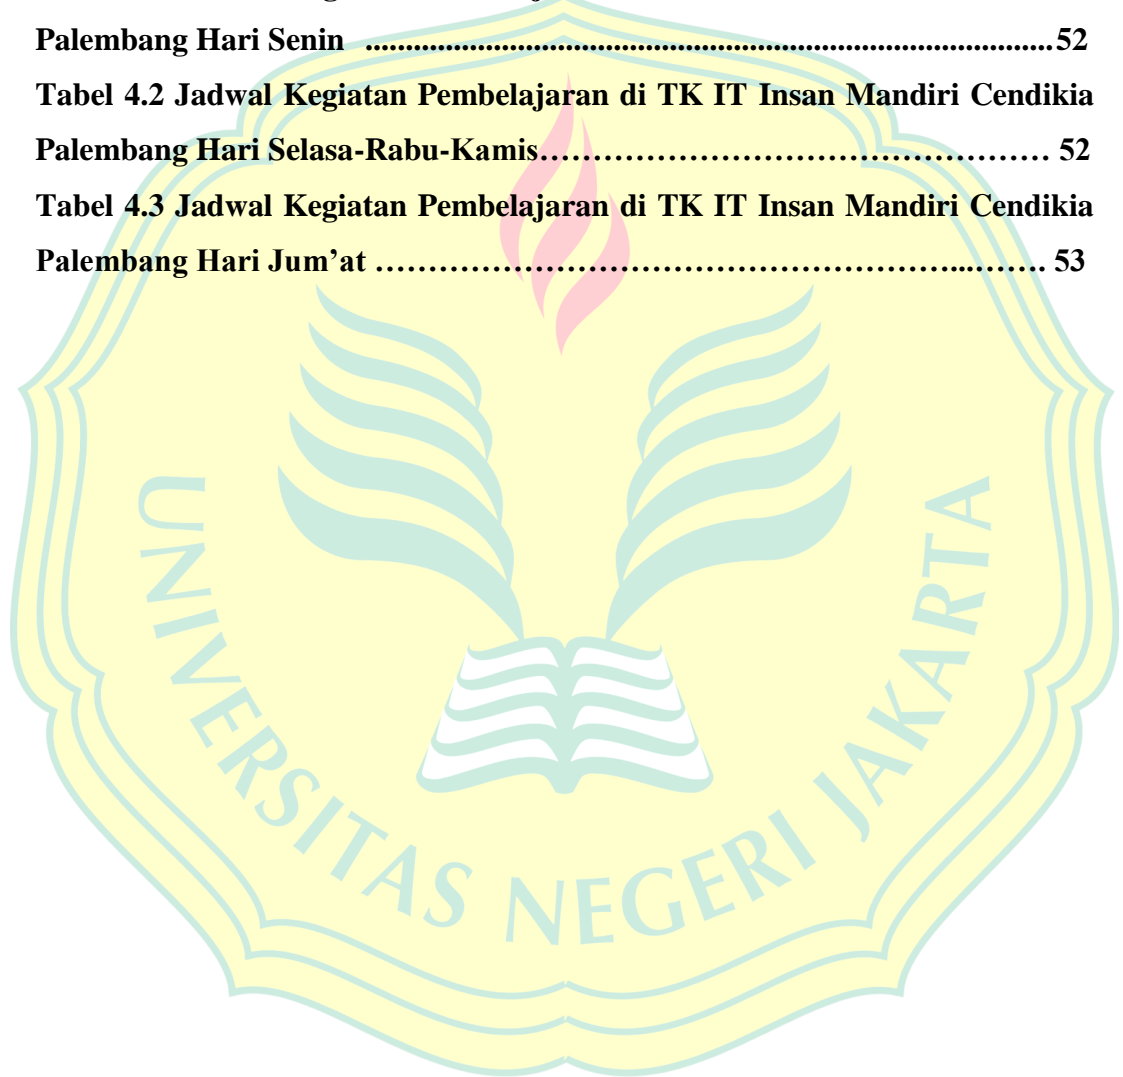 Palembang Hari Senin ....................................................................................52
Tabel 4.2 Jadwal Kegiatan Pembelajaran di TK IT Insan Mandiri Cendikia
Palembang Hari Selasa-Rabu-Kamis………………………………………… 52
Tabel 4.3 Jadwal Kegiatan Pembelajaran di TK IT Insan Mandiri Cendikia
Palembang Hari Jum’at ………………………………………………....……. 53
UNIVERSITAS NEGERI JAKARTA